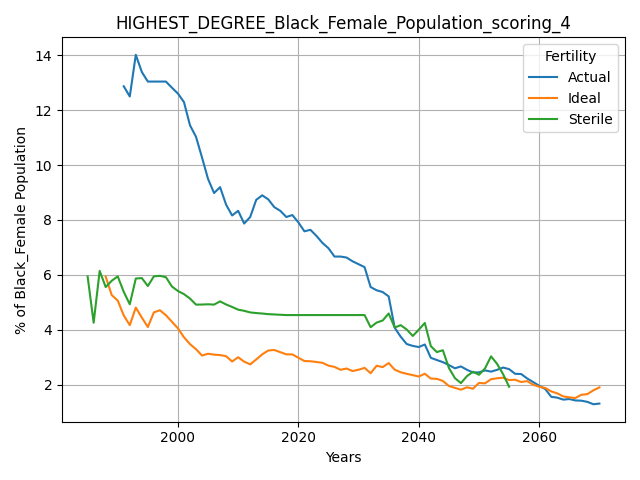 HIGHEST_DEGREE_Black_Female_Population_scoring_4
Fertility
Actual
Ideal
Sterile
% of Black_Female Population
14
12
10
8
6
4
2
2000
2020
2040
2060
Years